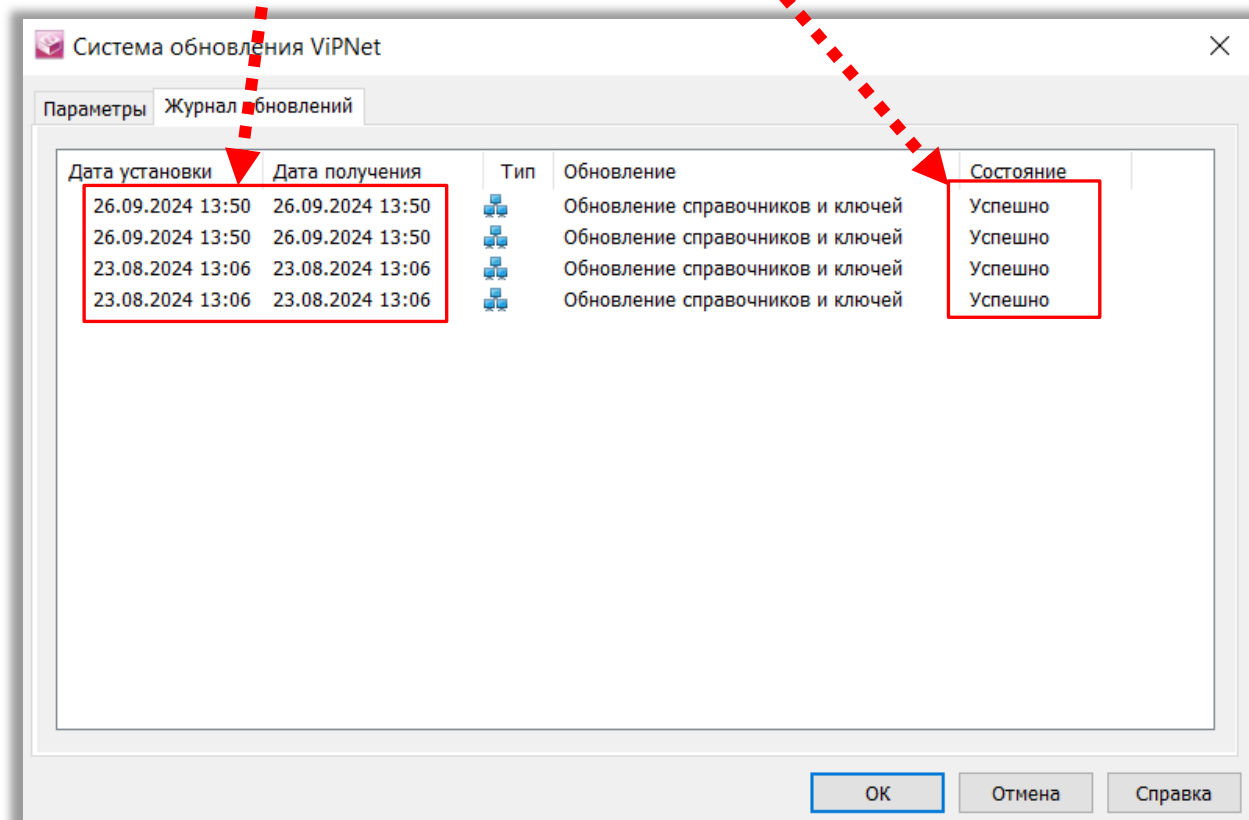 Система обновления ViPNet
Параметры Журнал обновлений
Дата установки Дата получения Тип Обновление Состояние
26.09.2024 13:50 26.09.2024 13:50 Обновление справочников и ключей Успешно
26.09.2024 13:50 26.09.2024 13:50 Обновление справочников и ключей Успешно
23.08.2024 13:06 23.08.2024 13:06 Обновление справочников и ключей Успешно
23.08.2024 13:06 23.08.2024 13:06 Обновление справочников и ключей Успешно
ОК Отмена Справка